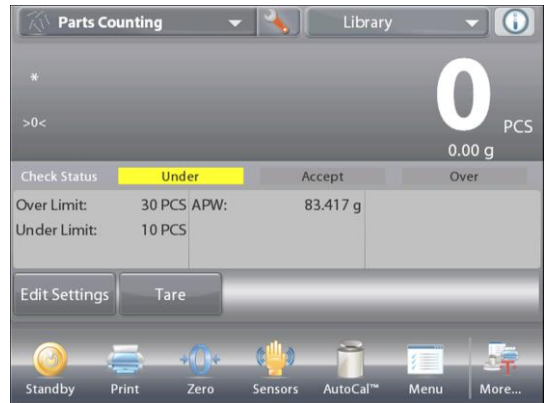 Parts Counting
Library
*
0
>0<
PCS
0.00 g
Check Status Under Accept Over
Over Limit: 30 PCS APW: 83.417 g
Under Limit: 10 PCS
Edit Settings Tare
→0←
Standby Print Zero Sensors AutoCal™ Menu More...